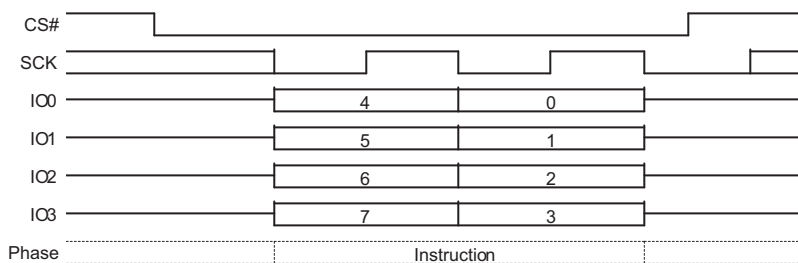 CS#
SCK
IO0 4 0
IO1 5 1
IO2 6 2
IO3 7 3
Phase Instruction